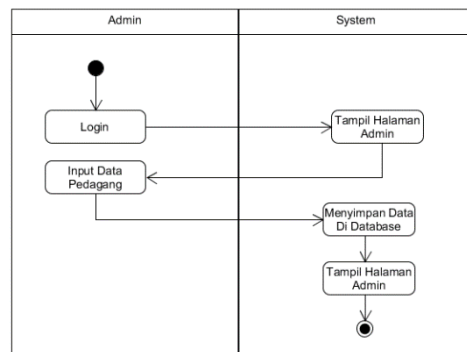 Admin
System
Login
Tampil Halaman
Admin
Input Data
Pedagang
Menyimpan Data
Di Database
Tampil Halaman
Admin